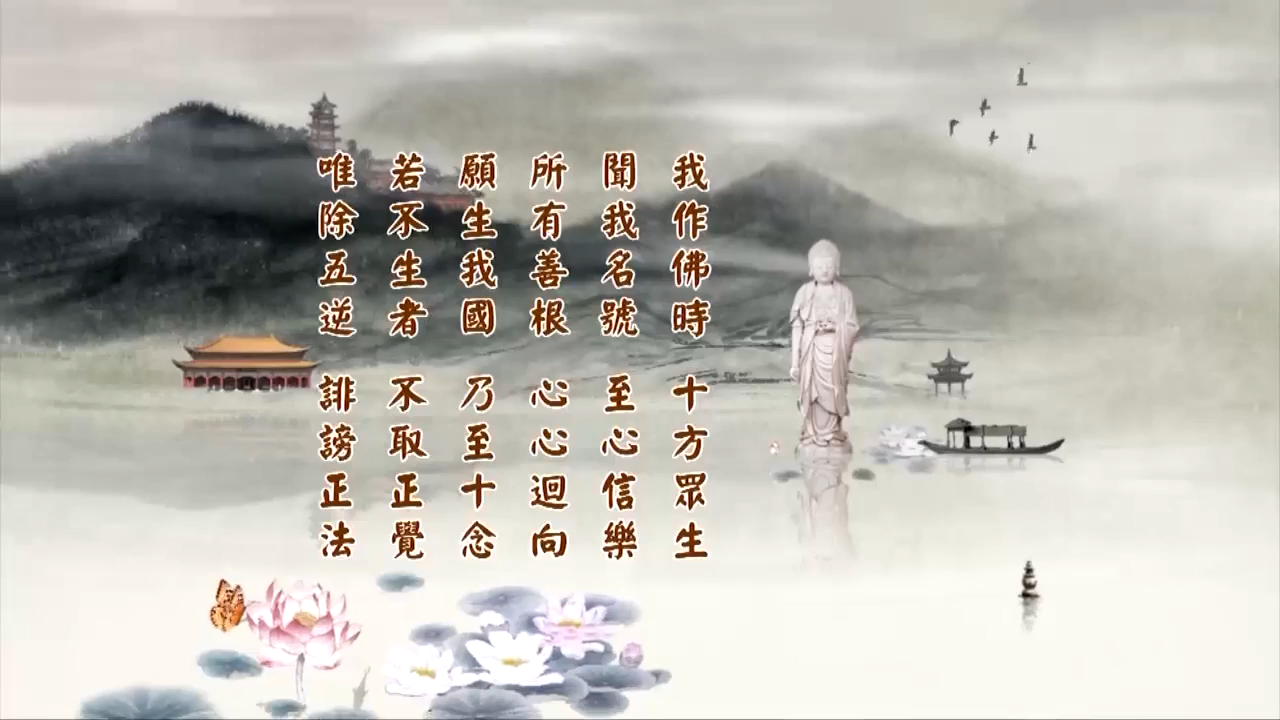 我作佛時 十方眾生
聞我名號 至心信樂
所有善根 心心迴向
願生我國 乃至十念
若不生者 不取正覺
唯除五逆 誹謗正法